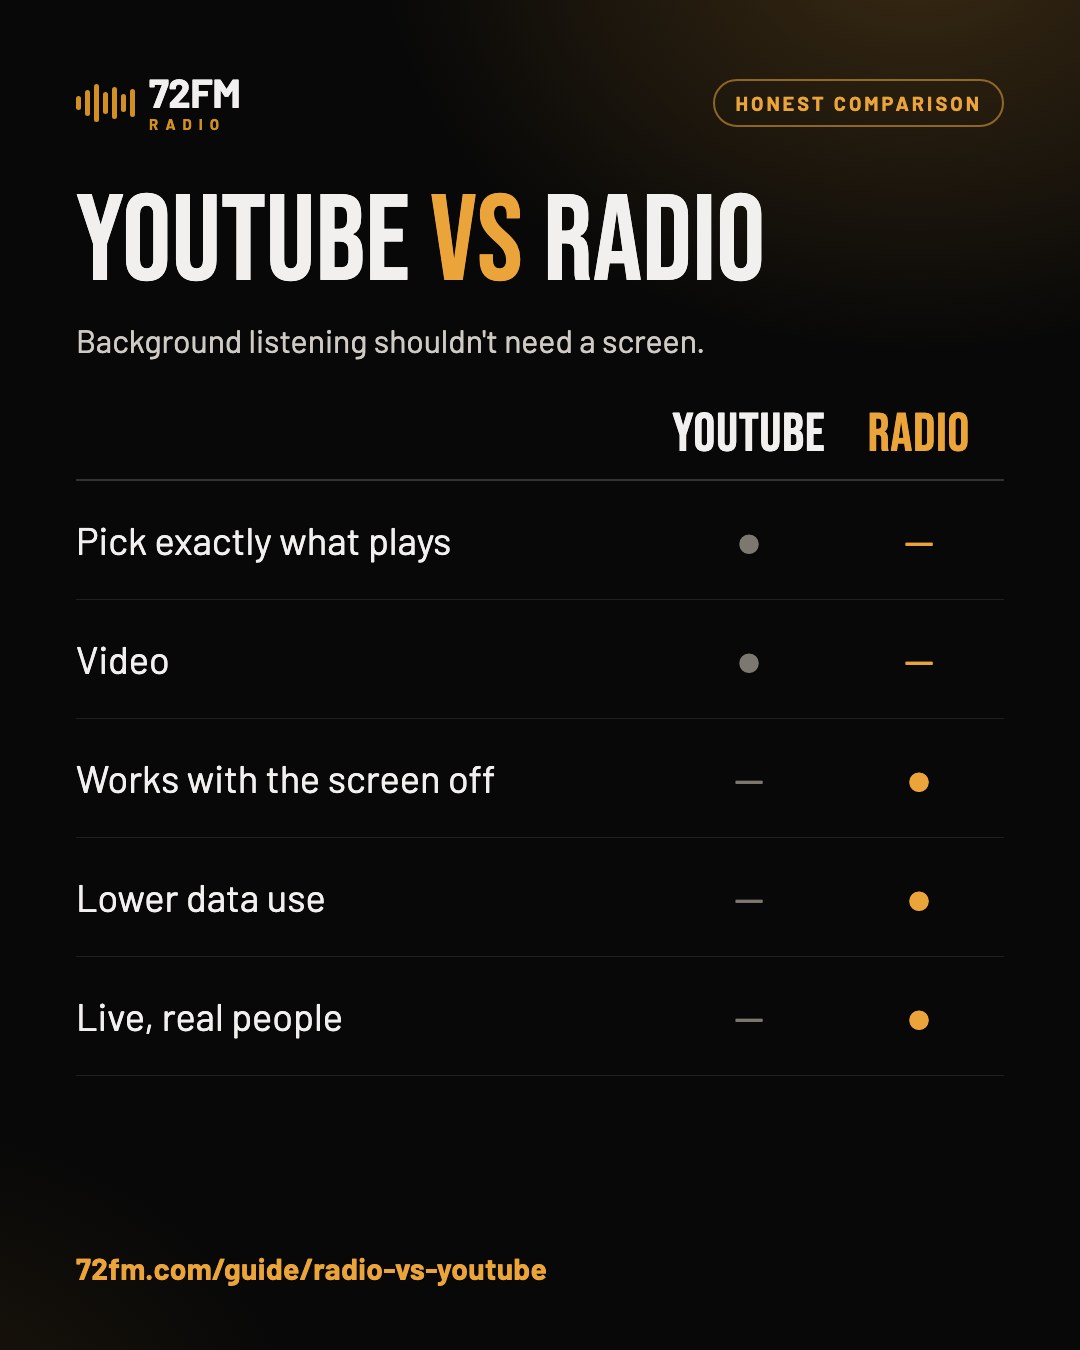 72FM
RADIO
HONEST COMPARISON
YOUTUBE VS RADIO
Background listening shouldn't need a screen.
YOUTUBE RADIO
Pick exactly what plays ● —
Video ● —
Works with the screen off — ●
Lower data use — ●
Live, real people — ●
72fm.com/guide/radio-vs-youtube